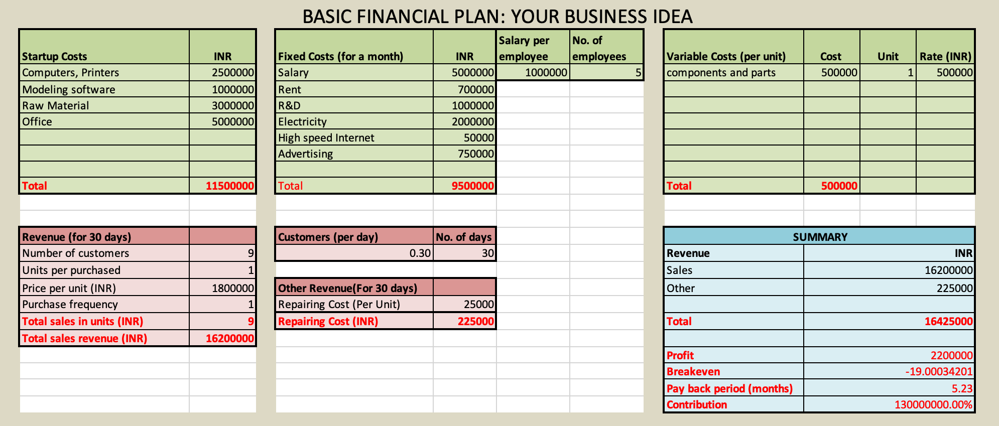 BASIC FINANCIAL PLAN: YOUR BUSINESS IDEA
Startup Costs INR
Computers, Printers 2500000
Modeling software 1000000
Raw Material 3000000
Office 5000000
Total 11500000
Fixed Costs (for a month) INR Salary per employee No. of employees
Salary 5000000 1000000 5
Rent 700000
R&D 1000000
Electricity 2000000
High speed Internet 50000
Advertising 750000
Total 9500000
Variable Costs (per unit) Cost Unit Rate (INR)
components and parts 500000 1 500000
Total 500000
Revenue (for 30 days)
Number of customers 9
Units per purchased 1
Price per unit (INR) 1800000
Purchase frequency 1
Total sales in units (INR) 9
Total sales revenue (INR) 16200000
Customers (per day) No. of days
0.30 30
Other Revenue(For 30 days)
Repairing Cost (Per Unit) 25000
Repairing Cost (INR) 225000
SUMMARY
Revenue INR
Sales 16200000
Other 225000
Total 16425000
Profit 2200000
Breakeven -19.00034201
Pay back period (months) 5.23
Contribution 130000000.00%